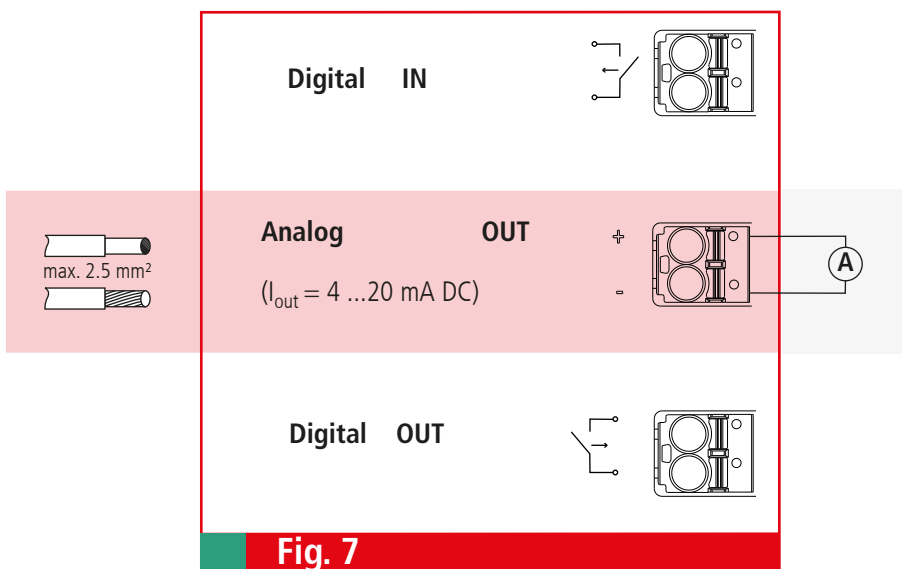 Digital IN
Analog OUT +
max. 2.5 mm²
(Iout = 4 ...20 mA DC) -
A
Digital OUT
Fig. 7